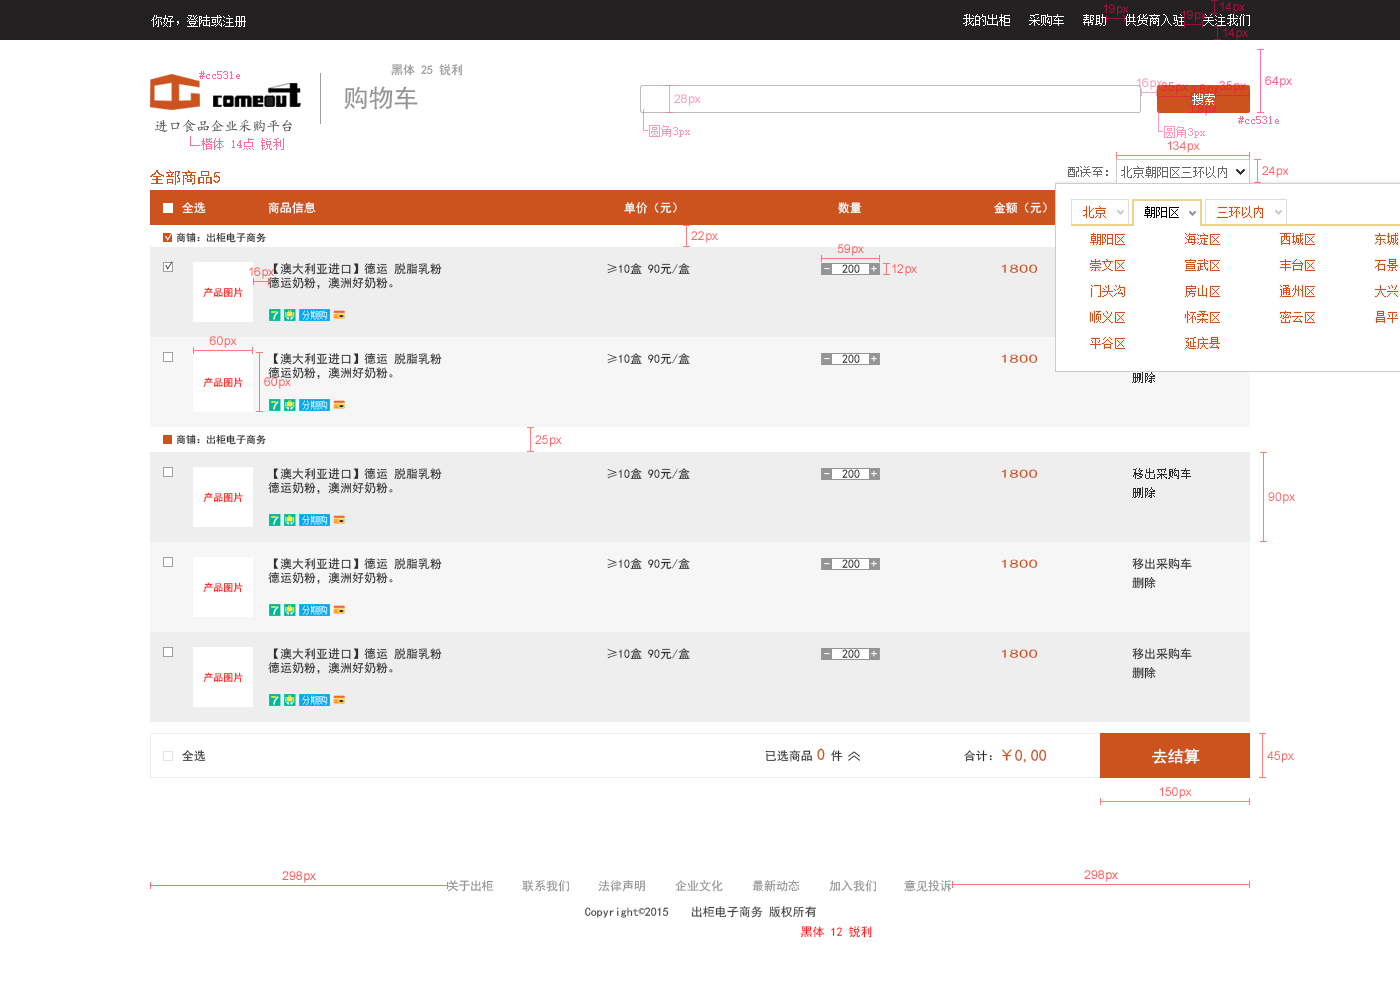 你好，登陆或注册
我的出柜 采购车 帮助 供货商入驻 关注我们
19px 19px 14px
14px
#cc531e
comeout
进口食品企业采购平台
楷体 14点 锐利
黑体 25 锐利
购物车
28px
圆角3px
16px 35px 35px
搜索
64px
圆角3px
#cc531e
134px
全部商品5
配送至： 北京朝阳区三环以内
24px
全选 商品信息 单价（元） 数量 金额（元）
北京 朝阳区 三环以内
朝阳区 海淀区 西城区 东城
崇文区 宣武区 丰台区 石景
门头沟 房山区 通州区 大兴
顺义区 怀柔区 密云区 昌平
平谷区 延庆县
商铺：出柜电子商务
22px
59px
12px
16px
产品图片
【澳大利亚进口】德运 脱脂乳粉
德运奶粉，澳洲好奶粉。
7 分期购
≥10盒 90元/盒
- 200 +
1800
60px
60px
产品图片
【澳大利亚进口】德运 脱脂乳粉
德运奶粉，澳洲好奶粉。
7 分期购
≥10盒 90元/盒
- 200 +
1800
删除
商铺：出柜电子商务
25px
产品图片
【澳大利亚进口】德运 脱脂乳粉
德运奶粉，澳洲好奶粉。
7 分期购
≥10盒 90元/盒
- 200 +
1800
移出采购车
删除
90px
产品图片
【澳大利亚进口】德运 脱脂乳粉
德运奶粉，澳洲好奶粉。
7 分期购
≥10盒 90元/盒
- 200 +
1800
移出采购车
删除
产品图片
【澳大利亚进口】德运 脱脂乳粉
德运奶粉，澳洲好奶粉。
7 分期购
≥10盒 90元/盒
- 200 +
1800
移出采购车
删除
全选 已选商品 0 件 合计：￥0,00 去结算
45px
150px
298px 298px
关于出柜 联系我们 法律声明 企业文化 最新动态 加入我们 意见投诉
Copyright©2015 出柜电子商务 版权所有
黑体 12 锐利